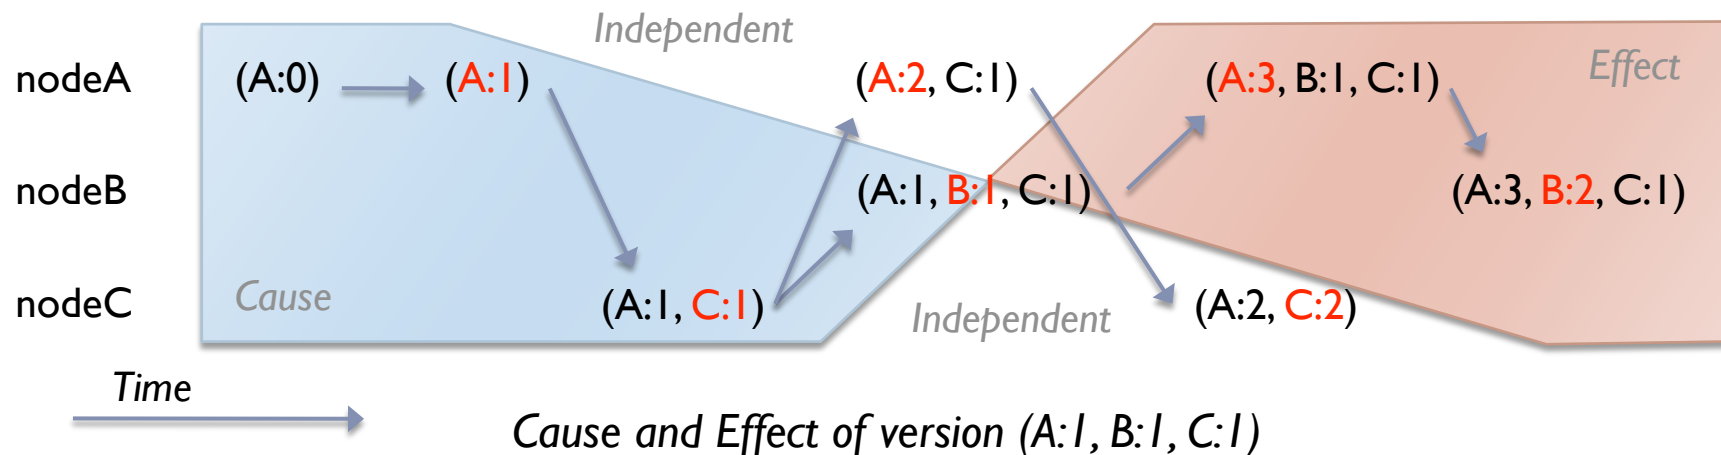 Independent
nodeA (A:0) (A:1) (A:2, C:1) (A:3, B:1, C:1) Effect
nodeB (A:1, B:1, C:1) (A:3, B:2, C:1)
nodeC Cause (A:1, C:1) Independent (A:2, C:2)
Time
Cause and Effect of version (A:1, B:1, C:1)